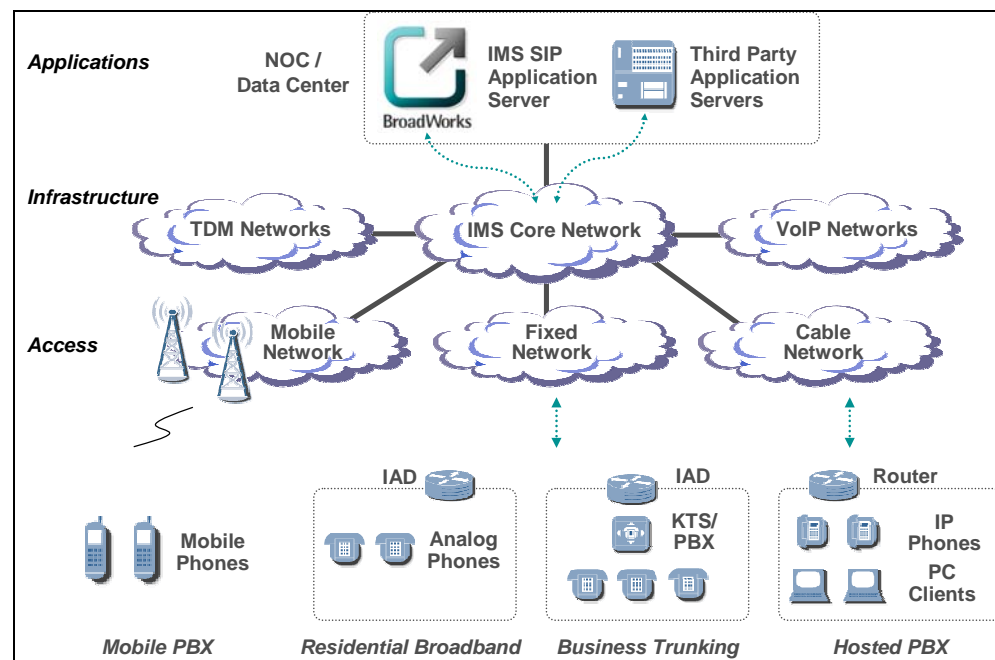 Applications
NOC /
Data Center
BroadWorks
IMS SIP
Application
Server
Third Party
Application
Servers
Infrastructure
TDM Networks
IMS Core Network
VoIP Networks
Access
Mobile
Network
Fixed
Network
Cable
Network
IAD
IAD
Router
Mobile
Phones
Analog
Phones
KTS/
PBX
IP
Phones
PC
Clients
Mobile PBX
Residential Broadband
Business Trunking
Hosted PBX